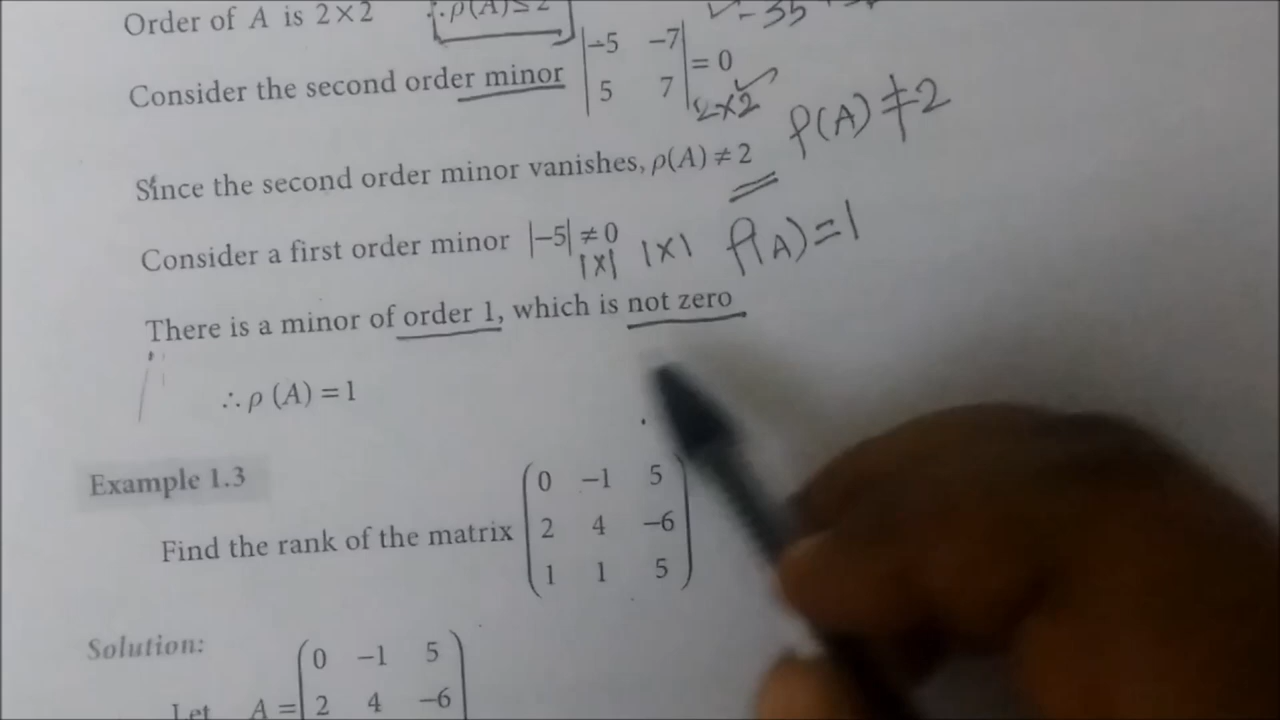 Order of A is 2×2 ∴ρ(A)≤2 -35
Consider the second order minor |−5 −7| = 0
|5 7| 2×2
ρ(A) ≠ 2
Since the second order minor vanishes, ρ(A) ≠ 2
Consider a first order minor |−5| ≠ 0 1×1 1×1 ρ(A) = 1
There is a minor of order 1, which is not zero
∴ ρ (A) = 1
Example 1.3
Find the rank of the matrix
0 −1 5
2 4 −6
1 1 5
Solution:
Let A =
0 −1 5
2 4 −6